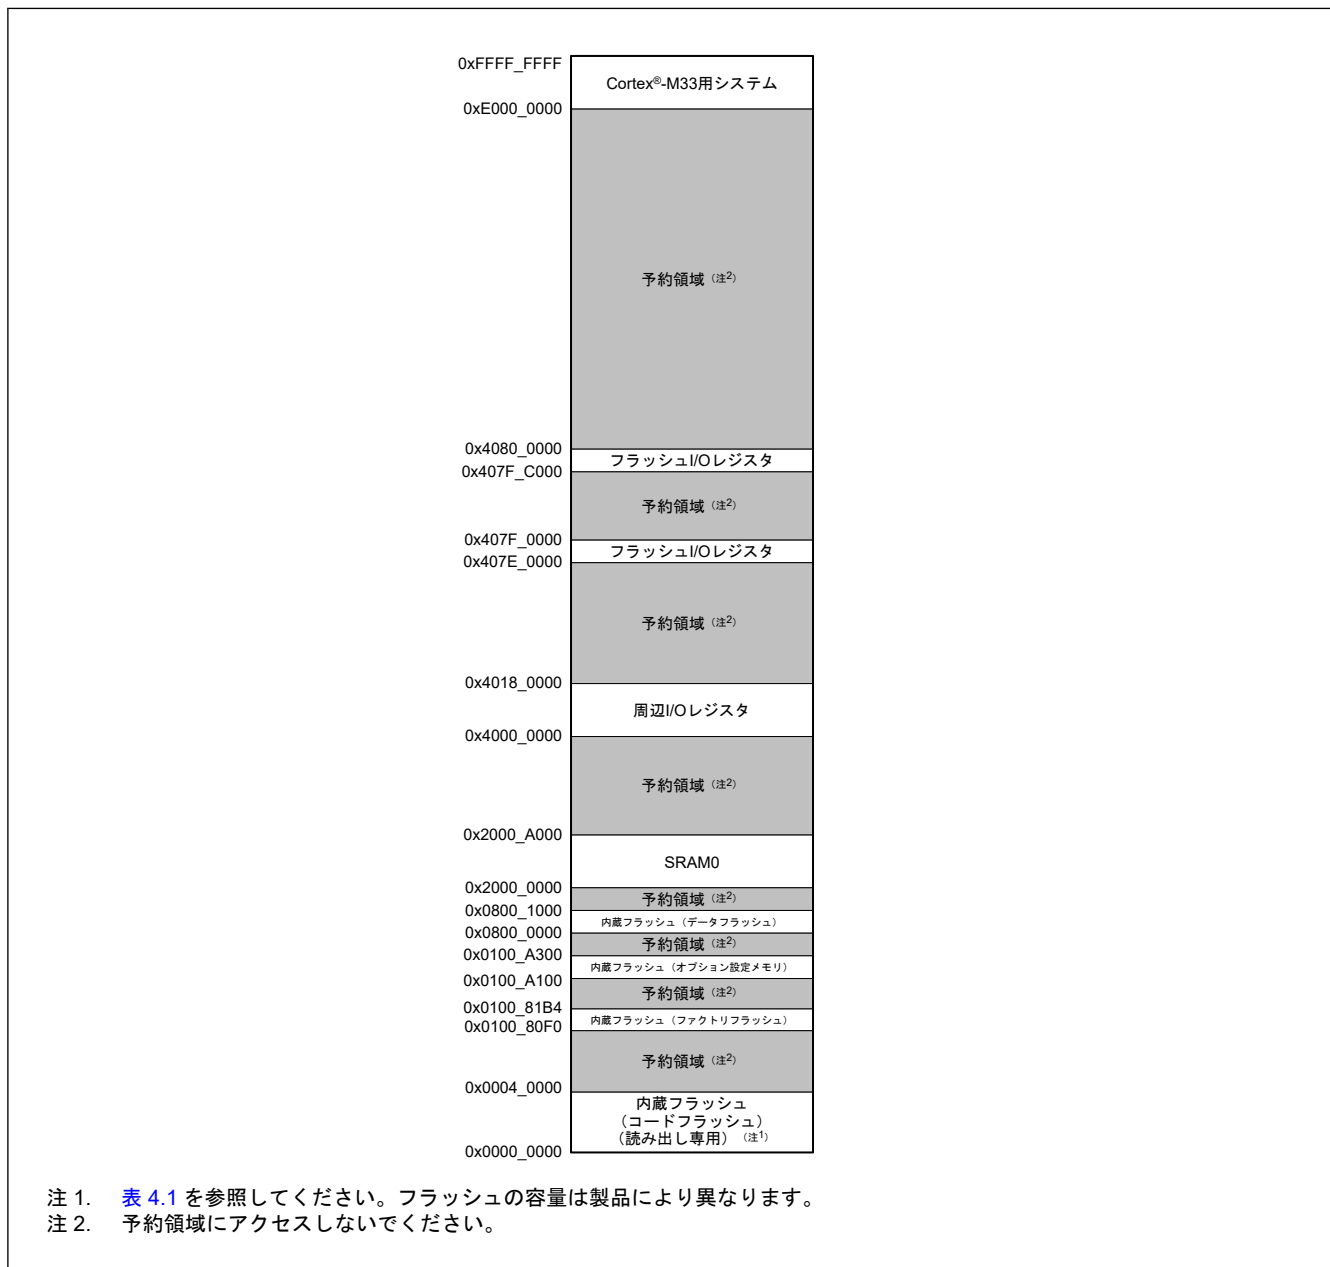 0xFFFF_FFFF
Cortex®-M33用システム
0xE000_0000
予約領域（注2）
0x4080_0000
フラッシュI/Oレジスタ
0x407F_C000
予約領域（注2）
0x407F_0000
フラッシュI/Oレジスタ
0x407E_0000
予約領域（注2）
0x4018_0000
周辺I/Oレジスタ
0x4000_0000
予約領域（注2）
0x2000_A000
SRAM0
0x2000_0000
予約領域（注2）
0x0800_1000
内蔵フラッシュ（データフラッシュ）
0x0800_0000
予約領域（注2）
0x0100_A300
内蔵フラッシュ（オプション設定メモリ）
0x0100_A100
予約領域（注2）
0x0100_81B4
内蔵フラッシュ（ファクトリフラッシュ）
0x0100_80F0
予約領域（注2）
0x0004_0000
内蔵フラッシュ
（コードフラッシュ）
（読み出し専用）（注1）
0x0000_0000
注 1. 表 4.1 を参照してください。フラッシュの容量は製品により異なります。
注 2. 予約領域にアクセスしないでください。